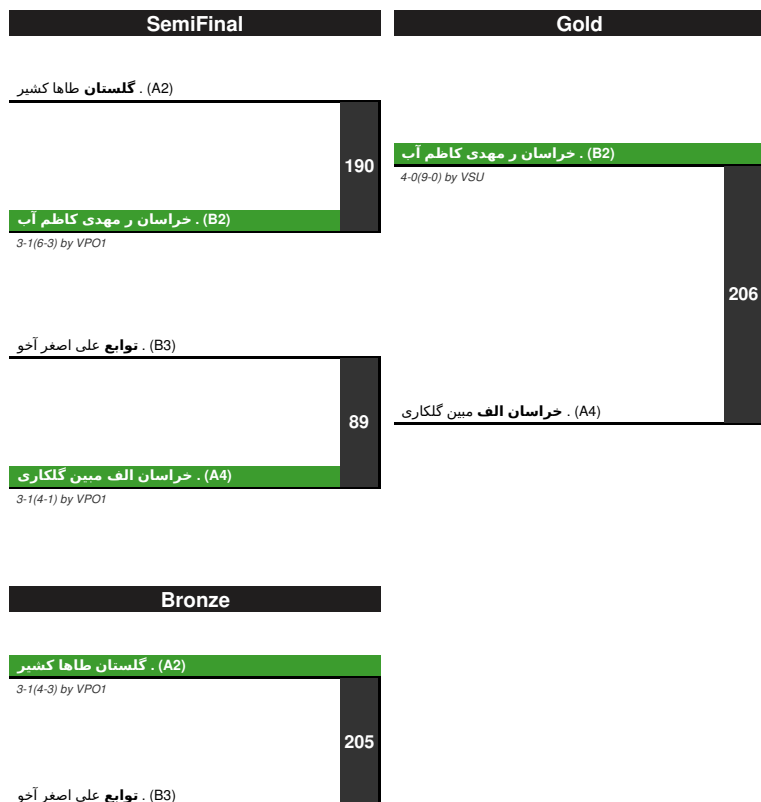 SemiFinal
(A2) . گلستان طاها کشیر
190
(B2) . خراسان ر مهدی کاظم آب
3-1(6-3) by VPO1
(B3) . توابع علی اصغر آخو
89
(A4) . خراسان الف مبین گلکاری
3-1(4-1) by VPO1
Gold
(B2) . خراسان ر مهدی کاظم آب
4-0(9-0) by VSU
206
(A4) . خراسان الف مبین گلکاری
Bronze
(A2) . گلستان طاها کشیر
3-1(4-3) by VPO1
205
(B3) . توابع علی اصغر آخو